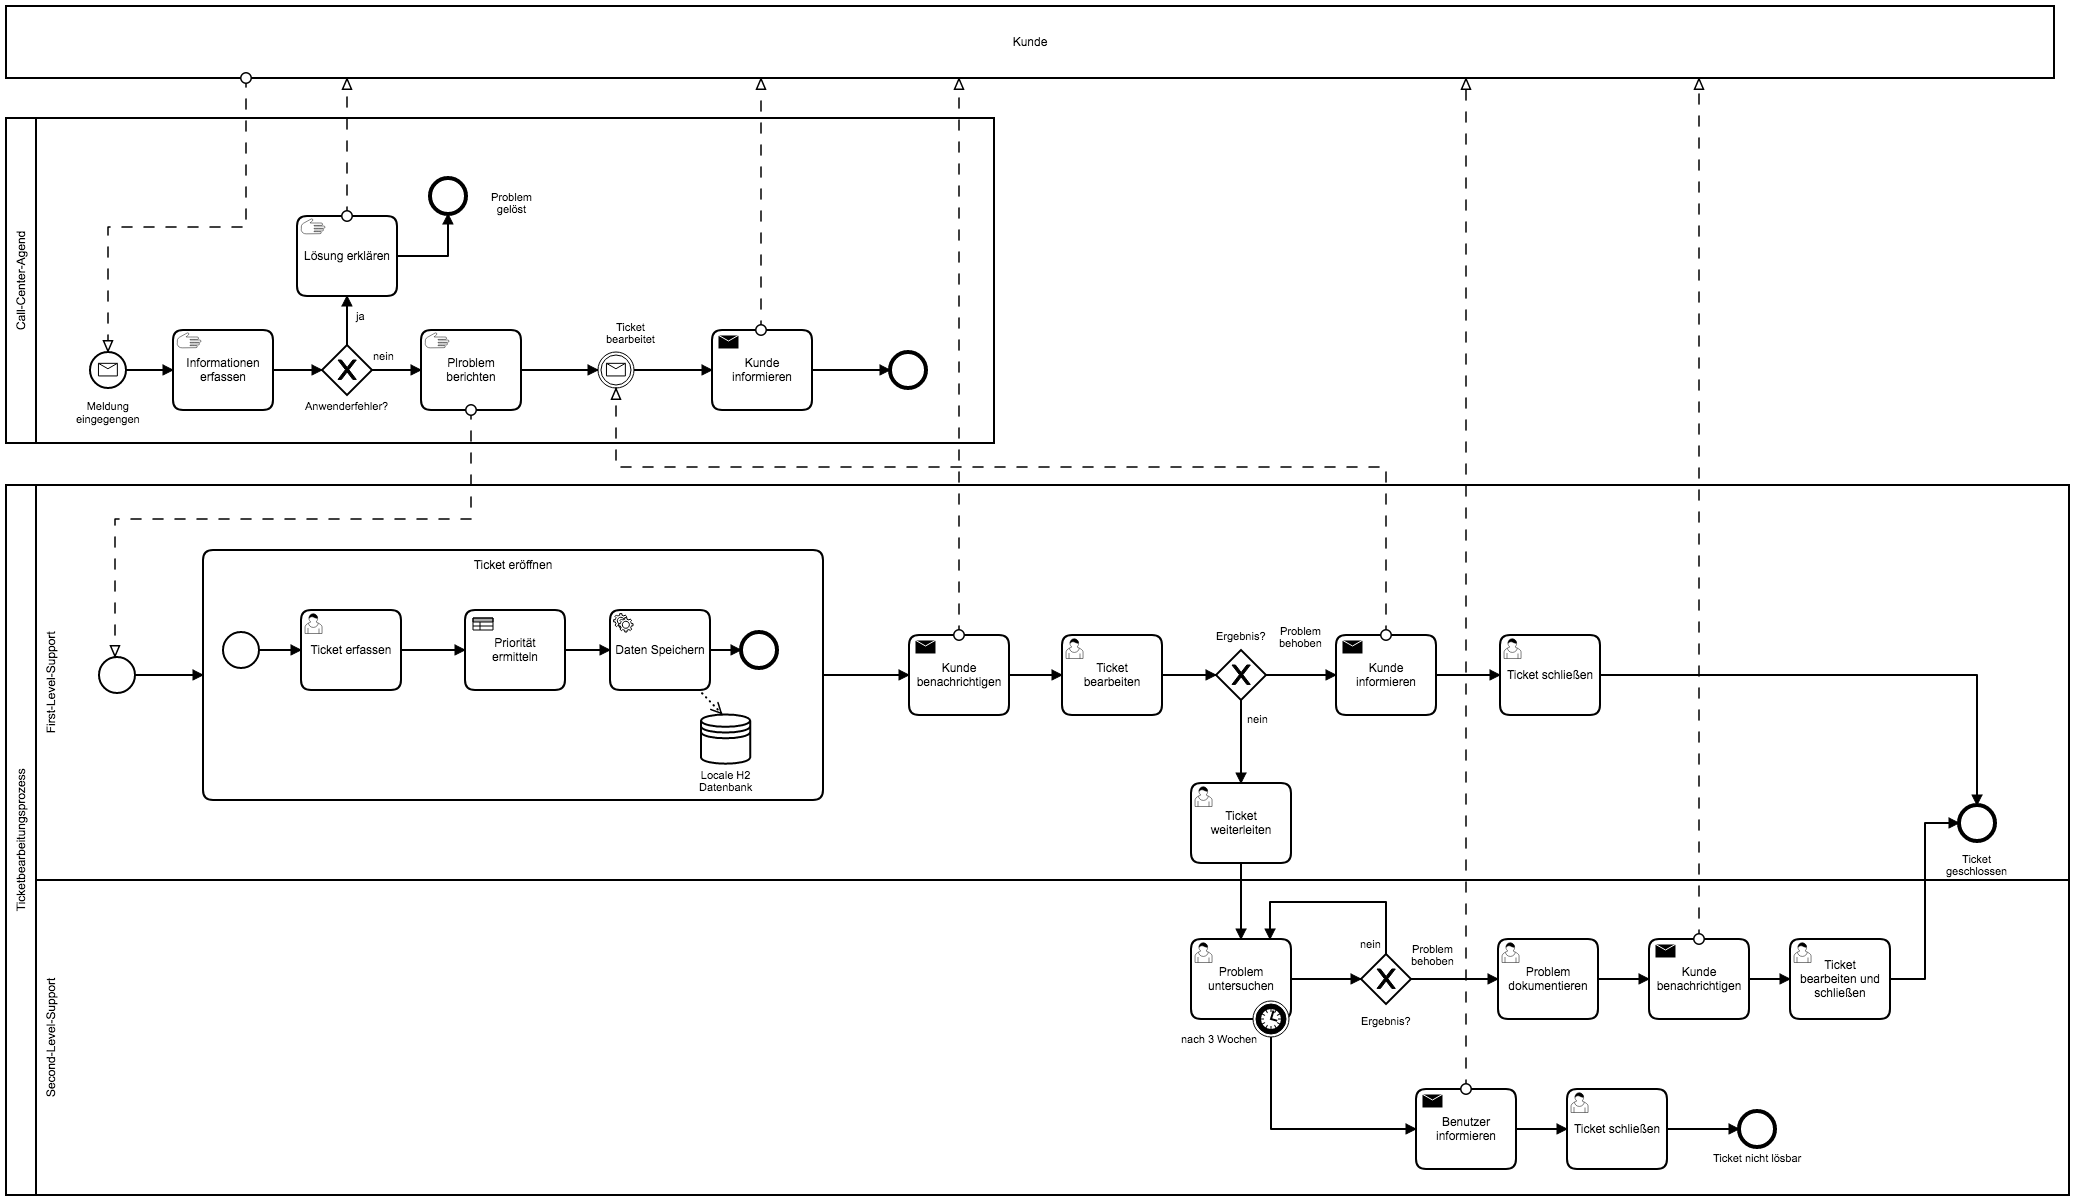 Kunde
Call-Center-Agend
Problem
gelöst
Lösung erklären
ja
Meldung
eingegengen
Informationen
erfassen
Anwenderfehler?
nein
PIroblem
berichten
Ticket
bearbeitet
Kunde
informieren
Ticketbearbeitungsprozess
First-Level-Support
Ticket eröffnen
Ticket erfassen
Priorität
ermitteln
Daten Speichern
Locale H2
Datenbank
Kunde
benachrichtigen
Ticket
bearbeiten
Ergebnis?
Problem
behoben
nein
Kunde
informieren
Ticket schließen
Ticket
weiterleiten
Ticket
geschlossen
Second-Level-Support
Problem
untersuchen
nach 3 Wochen
nein
Ergebnis?
Problem
behoben
Problem
dokumentieren
Kunde
benachrichtigen
Ticket
bearbeiten und
schließen
Benutzer
informieren
Ticket schließen
Ticket nicht lösbar